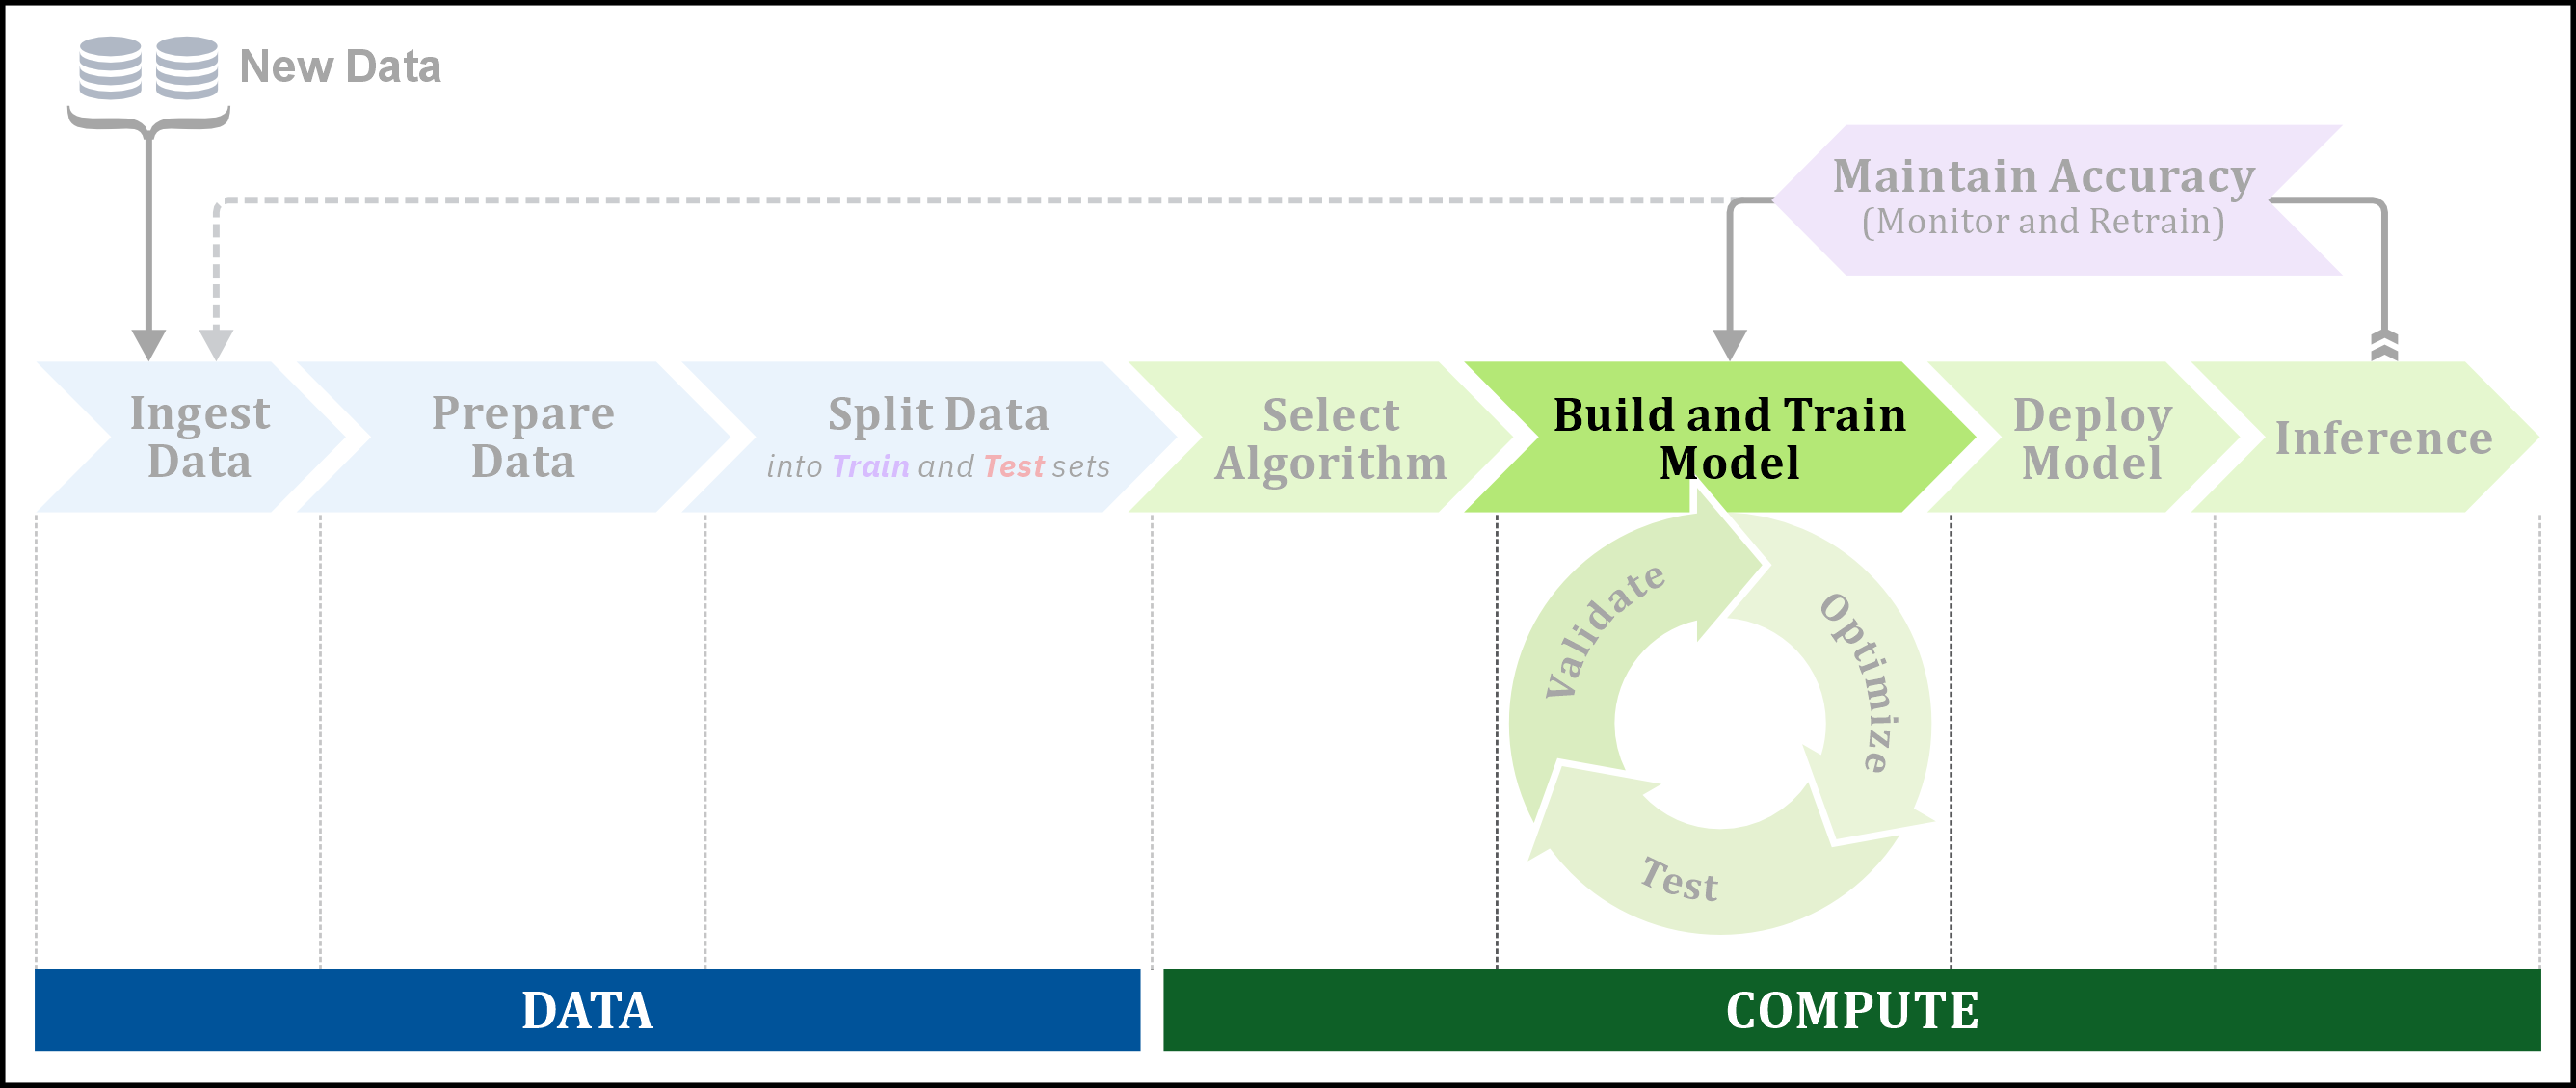 New Data
Maintain Accuracy
(Monitor and Retrain)
Ingest
Data
Prepare
Data
Split Data
into Train and Test sets
Select
Algorithm
Build and Train
Model
Deploy
Model
Inference
Validate
Optimize
Test
DATA
COMPUTE